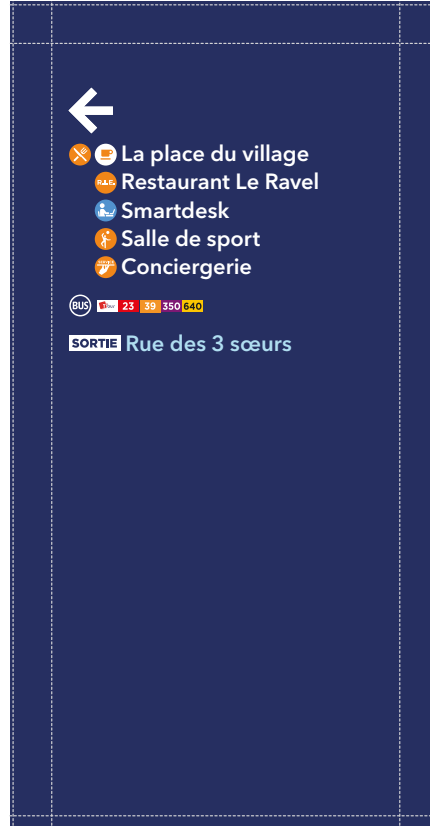 La place du village
R.I.E. Restaurant Le Ravel
Smartdesk
Salle de sport
Conciergerie
BUS 23 39 350 640
SORTIE Rue des 3 sœurs